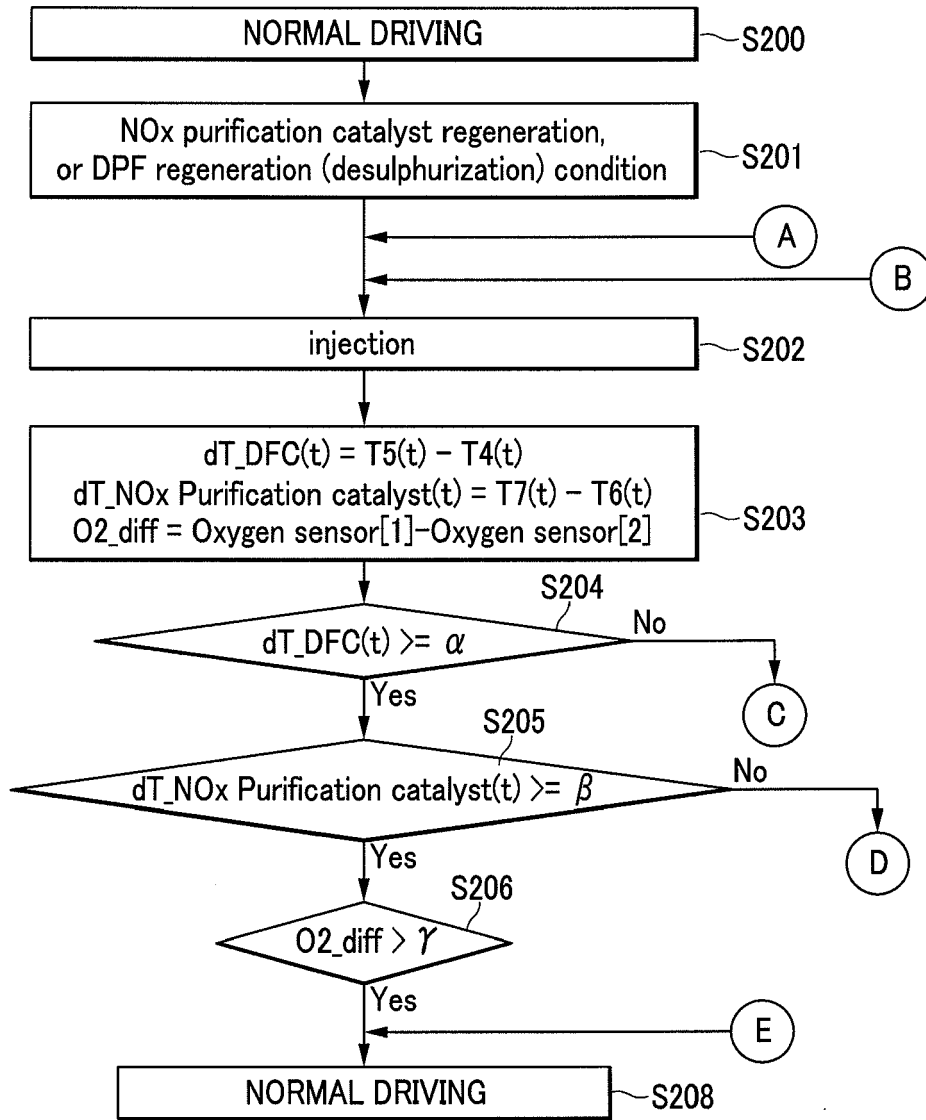 NORMAL DRIVING
S200
NOx purification catalyst regeneration,
or DPF regeneration (desulphurization) condition
S201
A
B
injection
S202
dT_DFC(t) = T5(t) - T4(t)
dT_NOx Purification catalyst(t) = T7(t) - T6(t)
O2_diff = Oxygen sensor[1]-Oxygen sensor[2]
S203
S204
dT_DFC(t) >= α
No
Yes
C
S205
dT_NOx Purification catalyst(t) >= β
No
Yes
D
S206
O2_diff > γ
Yes
E
NORMAL DRIVING
S208